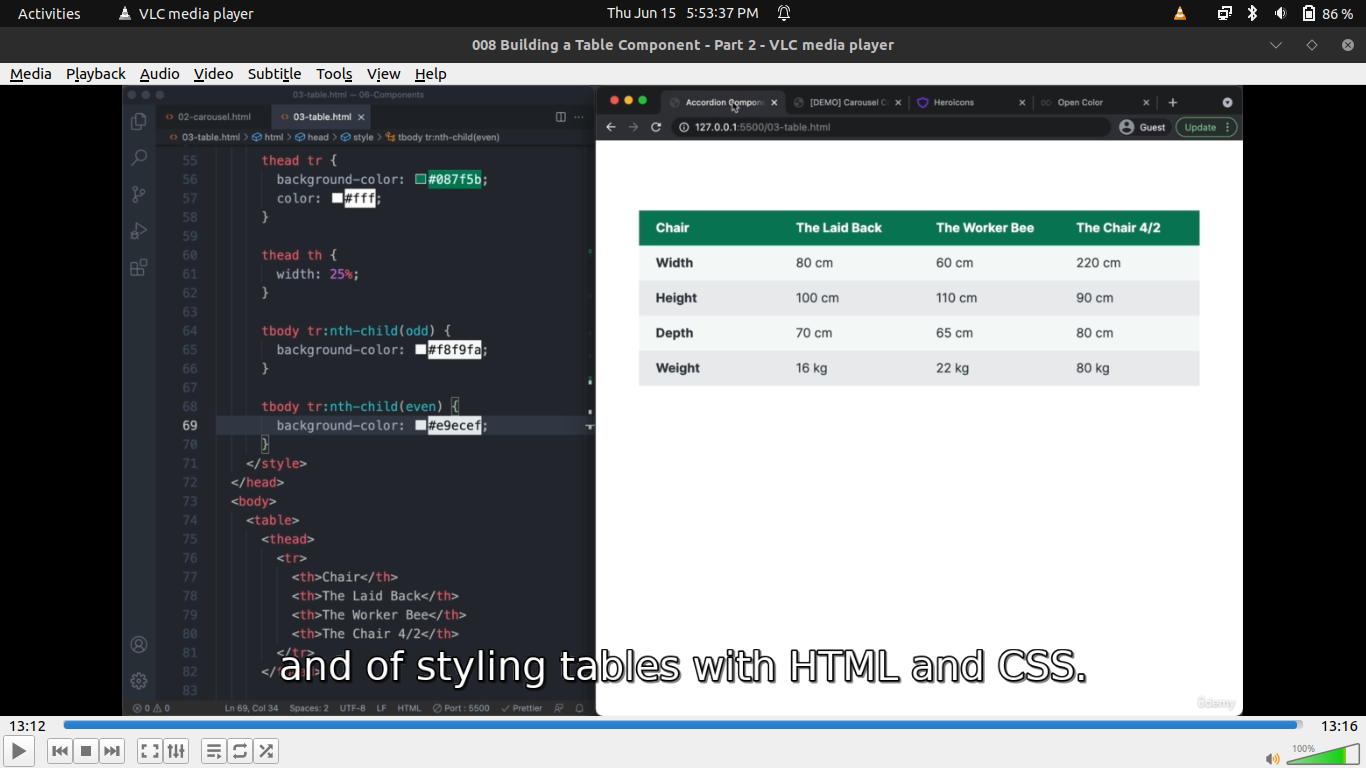 Activities VLC media player Thu Jun 15 5:53:37 PM 86 %
008 Building a Table Component - Part 2 - VLC media player
Media Playback Audio Video Subtitle Tools View Help
03-table.html — 06-Components
02-carousel.html 03-table.html
03-table.html > html > head > style > tbody tr:nth-child(even)
55 thead tr {
56 background-color: #087f5b;
57 color: #fff;
58 }
59
60 thead th {
61 width: 25%;
62 }
63
64 tbody tr:nth-child(odd) {
65 background-color: #f8f9fa;
66 }
67
68 tbody tr:nth-child(even) {
69 background-color: #e9ecef;
70 }
71 </style>
72 </head>
73 <body>
74 <table>
75 <thead>
76 <tr>
77 <th>Chair</th>
78 <th>The Laid Back</th>
79 <th>The Worker Bee</th>
80 <th>The Chair 4/2</th>
81 </tr>
82
83
0 0 Ln 69, Col 34 Spaces: 2 UTF-8 LF HTML Port : 5500 Prettier
Accordion Compon [DEMO] Carousel C Heroicons Open Color
127.0.0.1:5500/03-table.html Guest Update
Chair The Laid Back The Worker Bee The Chair 4/2
Width 80 cm 60 cm 220 cm
Height 100 cm 110 cm 90 cm
Depth 70 cm 65 cm 80 cm
Weight 16 kg 22 kg 80 kg
and of styling tables with HTML and CSS.
ûdemy
13:12 13:16
100%